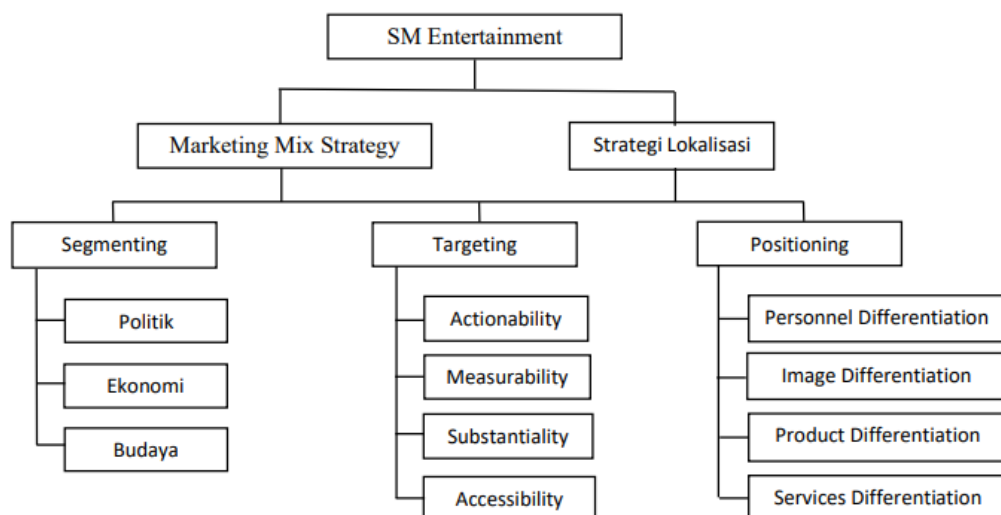 SM Entertainment
Marketing Mix Strategy
Strategi Lokalisasi
Segmenting
Targeting
Positioning
Politik
Ekonomi
Budaya
Actionability
Measurability
Substantiality
Accessibility
Personnel Differentiation
Image Differentiation
Product Differentiation
Services Differentiation